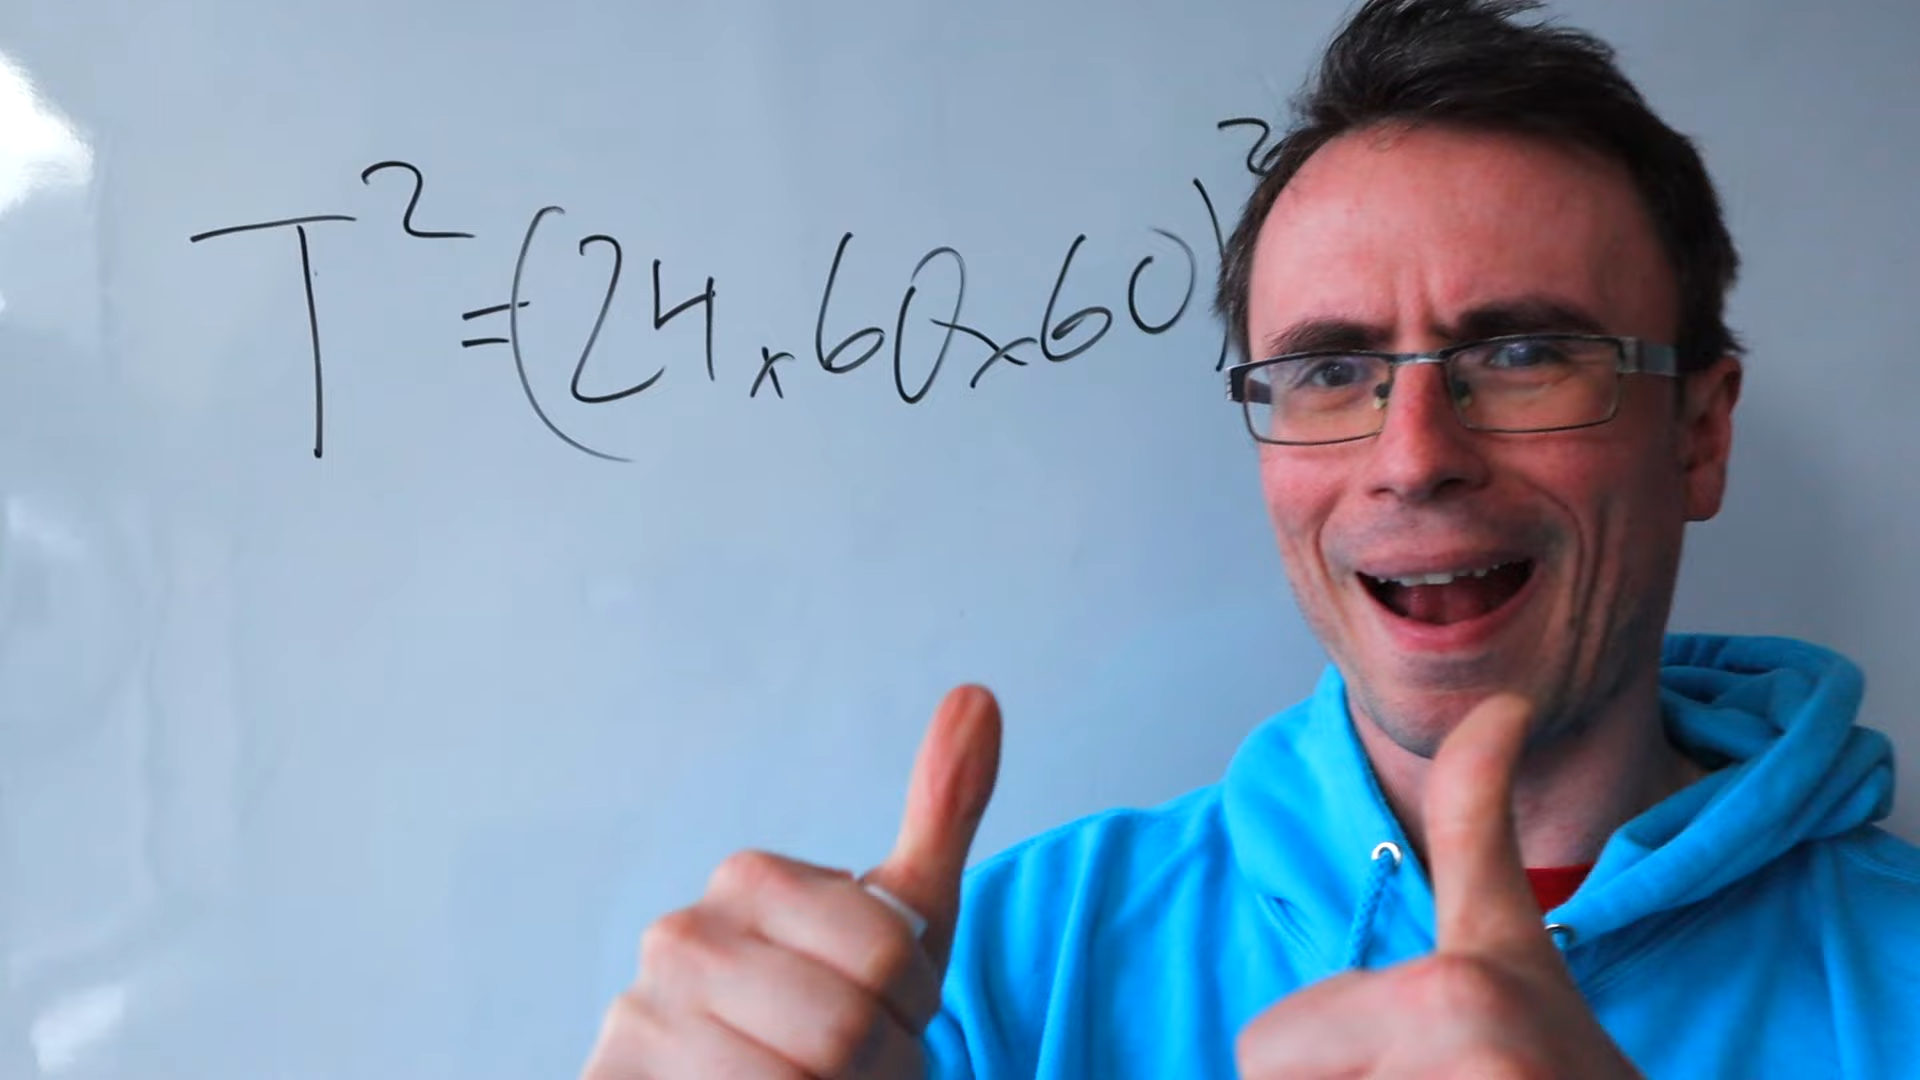 T² = (24 x 60 x 60)²